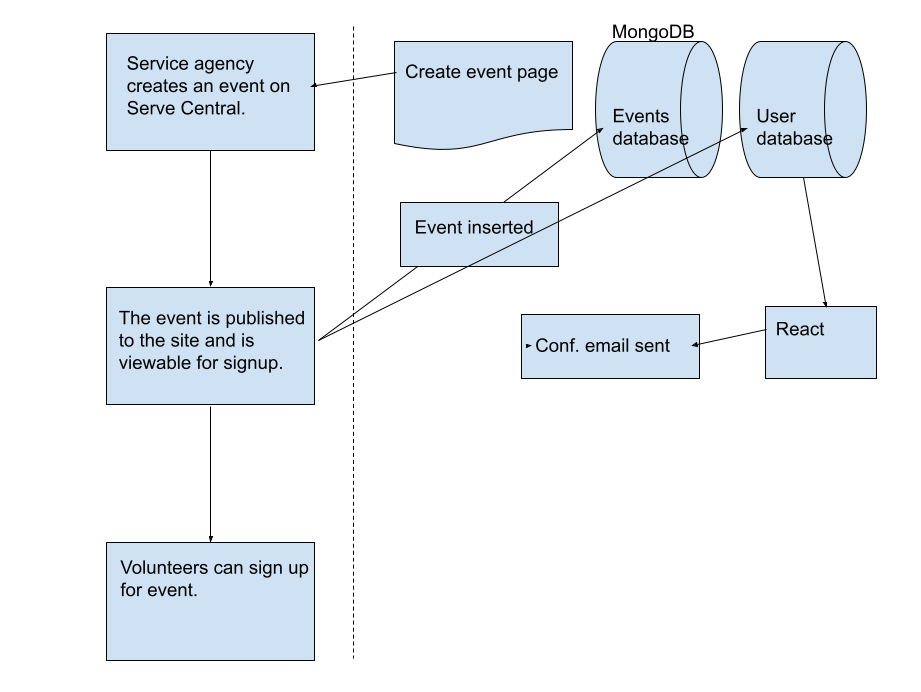 Service agency
creates an event on
Serve Central.
The event is published
to the site and is
viewable for signup.
Volunteers can sign up
for event.
Create event page
MongoDB
Events
database
User
database
Event inserted
Conf. email sent
React